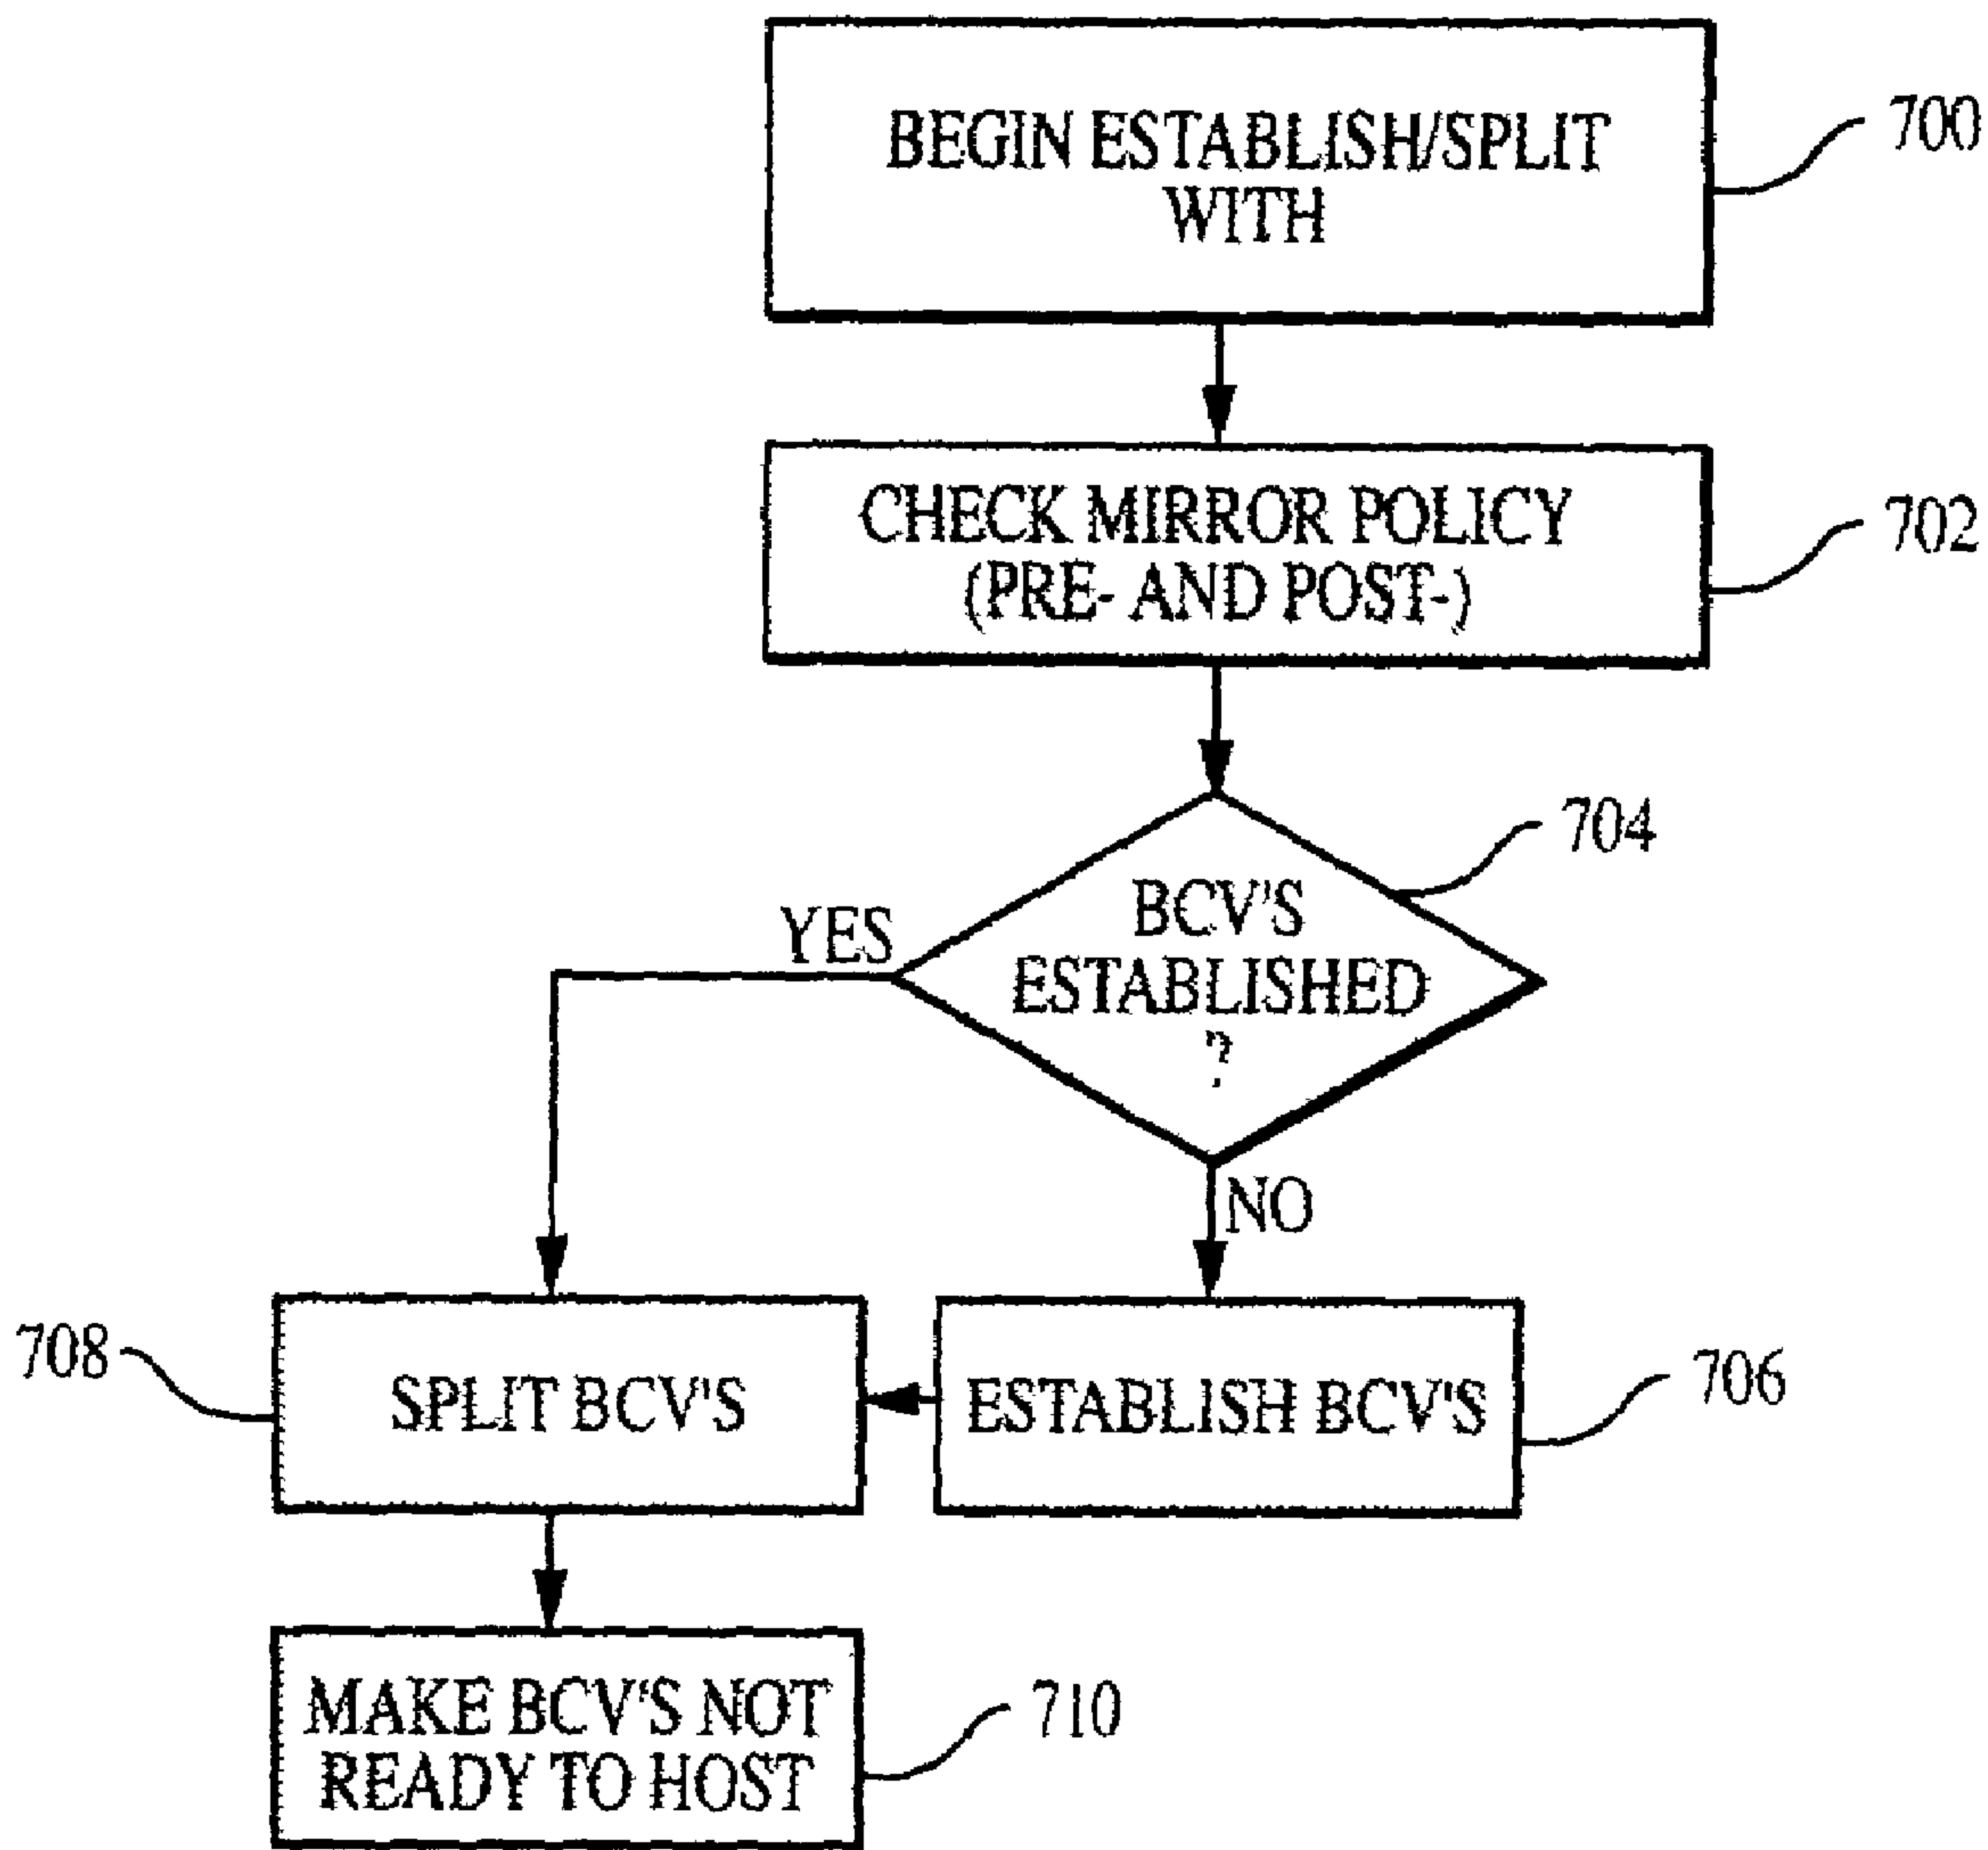 BEGIN ESTABLISH/SPLIT
WITH
700
CHECK MIRROR POLICY
(PRE- AND POST-)
702
704
BCV'S
ESTABLISHED
?
YES
NO
708
SPLIT BCV'S
ESTABLISH BCV'S
706
MAKE BCV'S NOT
READY TO HOST
710